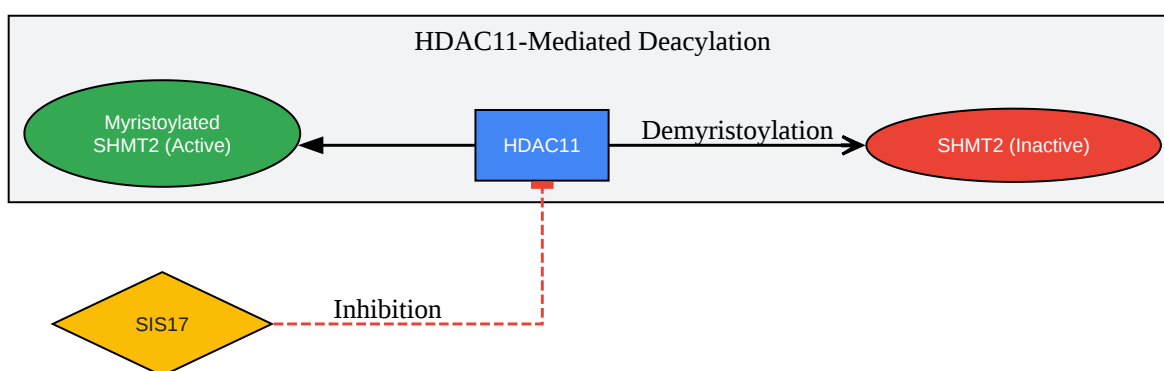 HDAC11-Mediated Deacylation
Myristoylated
SHMT2 (Active)
HDAC11
Demyristoylation
SHMT2 (Inactive)
SIS17
Inhibition